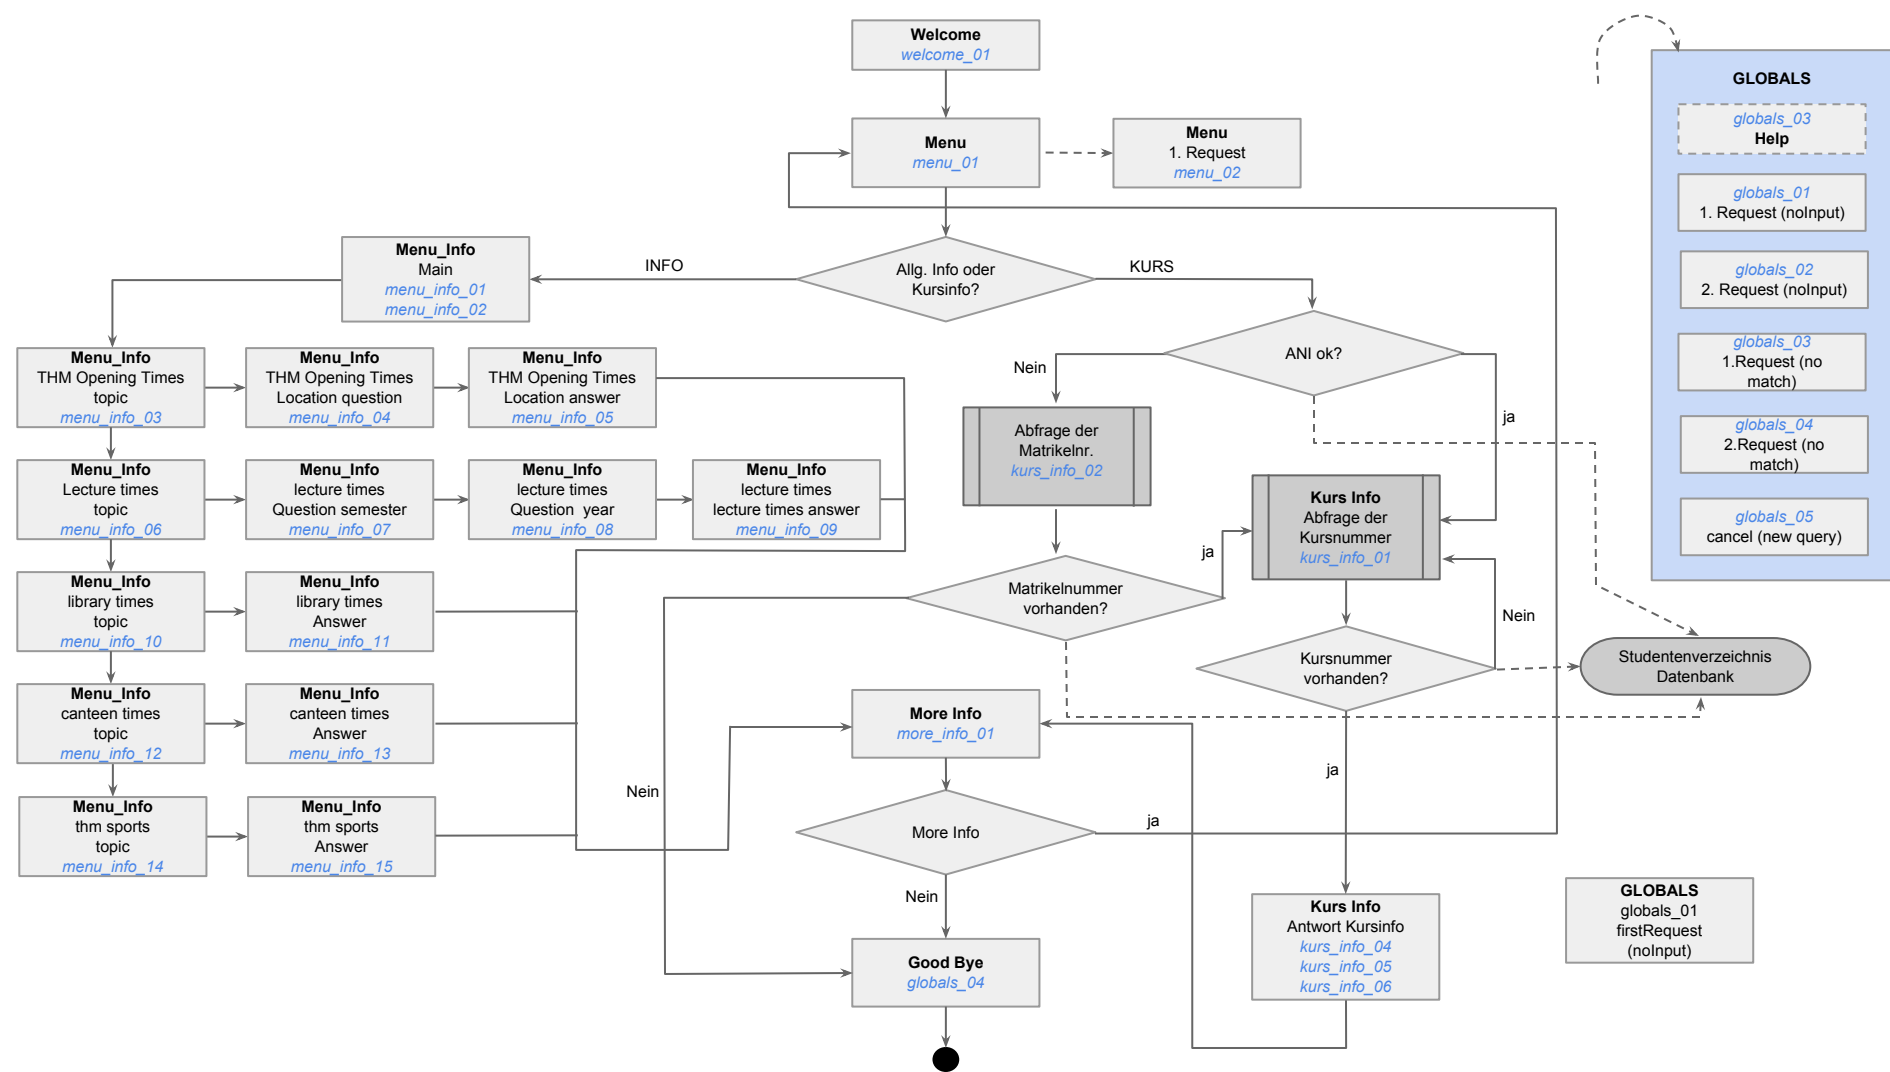 Welcome
welcome_01
Menu
menu_01
Menu
1. Request
menu_02
Allg. Info oder
Kursinfo?
INFO
KURS
Menu_Info
Main
menu_info_01
menu_info_02
Menu_Info
THM Opening Times
topic
menu_info_03
Menu_Info
THM Opening Times
Location question
menu_info_04
Menu_Info
THM Opening Times
Location answer
menu_info_05
Menu_Info
Lecture times
topic
menu_info_06
Menu_Info
lecture times
Question semester
menu_info_07
Menu_Info
lecture times
Question  year
menu_info_08
Menu_Info
lecture times
lecture times answer
menu_info_09
Menu_Info
library times
topic
menu_info_10
Menu_Info
library times
Answer
menu_info_11
Menu_Info
canteen times
topic
menu_info_12
Menu_Info
canteen times
Answer
menu_info_13
Menu_Info
thm sports
topic
menu_info_14
Menu_Info
thm sports
Answer
menu_info_15
ANI ok?
Nein
ja
Abfrage der
Matrikelnr.
kurs_info_02
Kurs Info
Abfrage der
Kursnummer
kurs_info_01
Matrikelnummer
vorhanden?
ja
Nein
Kursnummer
vorhanden?
Nein
ja
Studentenverzeichnis
Datenbank
More Info
more_info_01
More Info
ja
Nein
Good Bye
globals_04
Kurs Info
Antwort Kursinfo
kurs_info_04
kurs_info_05
kurs_info_06
GLOBALS
globals_03
Help
globals_01
1. Request (noInput)
globals_02
2. Request (noInput)
globals_03
1.Request (no
match)
globals_04
2.Request (no
match)
globals_05
cancel (new query)
GLOBALS
globals_01
firstRequest
(noInput)